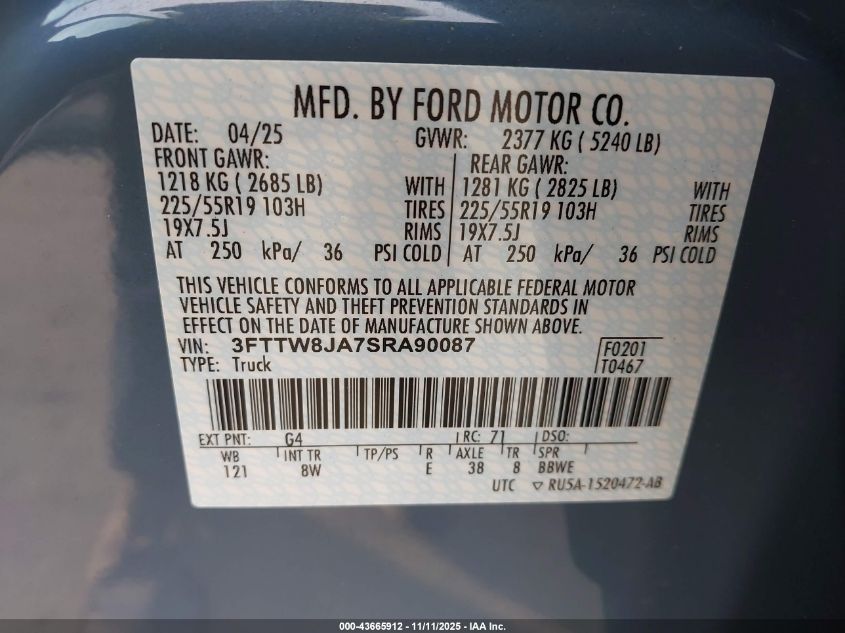 MFD. BY FORD MOTOR CO.
DATE: 04/25 GVWR: 2377 KG ( 5240 LB)
FRONT GAWR: REAR GAWR:
1218 KG ( 2685 LB) WITH 1281 KG ( 2825 LB) WITH
225/55R19 103H TIRES 225/55R19 103H TIRES
19X7.5J RIMS 19X7.5J RIMS
AT 250 kPa/ 36 PSI COLD AT 250 kPa/ 36 PSI COLD
THIS VEHICLE CONFORMS TO ALL APPLICABLE FEDERAL MOTOR
VEHICLE SAFETY AND THEFT PREVENTION STANDARDS IN
EFFECT ON THE DATE OF MANUFACTURE SHOWN ABOVE.
VIN: 3FTTW8JA7SRA90087 F0201
TYPE: Truck T0467
EXT PNT: G4 RC: 71 DSO:
WB INT TR TP/PS R AXLE TR SPR
121 8W E 38 8 BBWE
UTC ▽ RU5A-1520472-AB
000-43665912 - 11/11/2025 - IAA Inc.